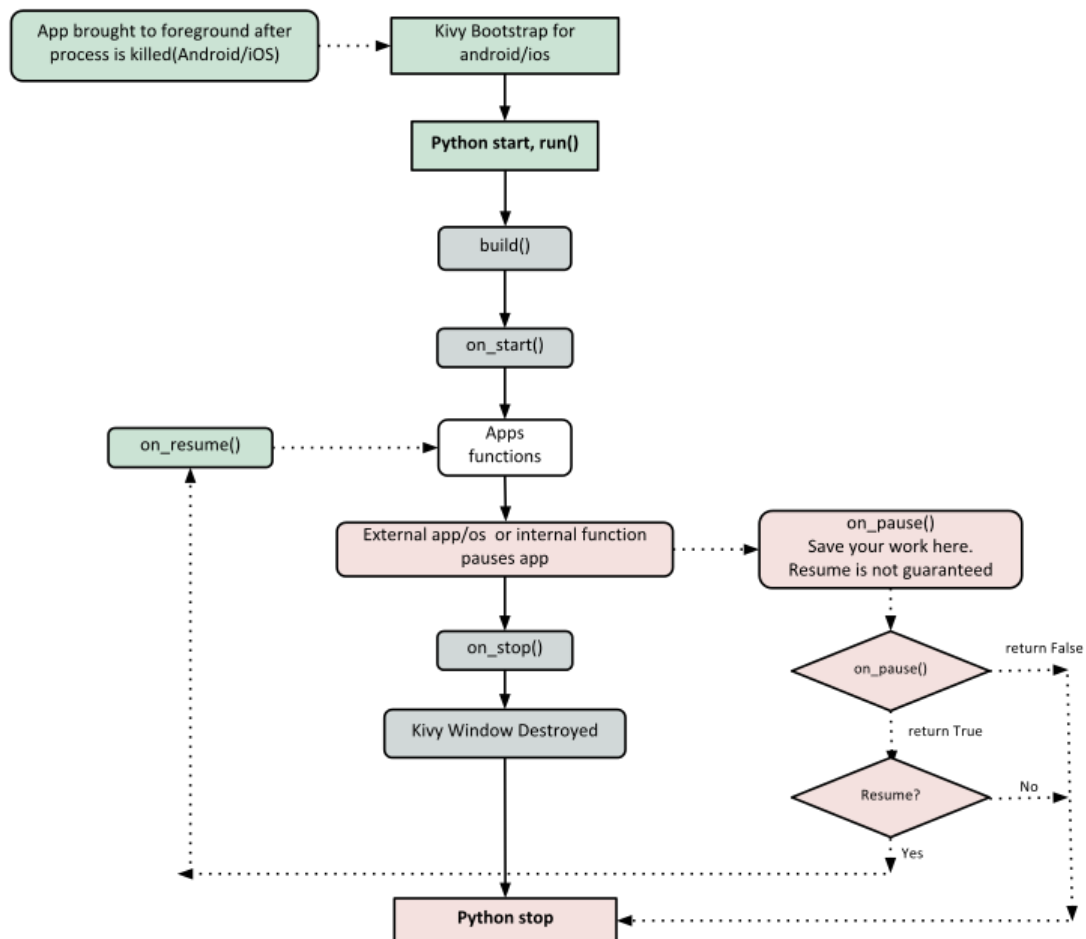 App brought to foreground after
process is killed(Android/iOS)
Kivy Bootstrap for
android/ios
Python start, run()
build()
on_start()
on_resume()
Apps
functions
External app/os  or internal function
pauses app
on_pause()
Save your work here.
Resume is not guaranteed
on_stop()
on_pause()
return False
Kivy Window Destroyed
return True
Resume?
No
Yes
Python stop